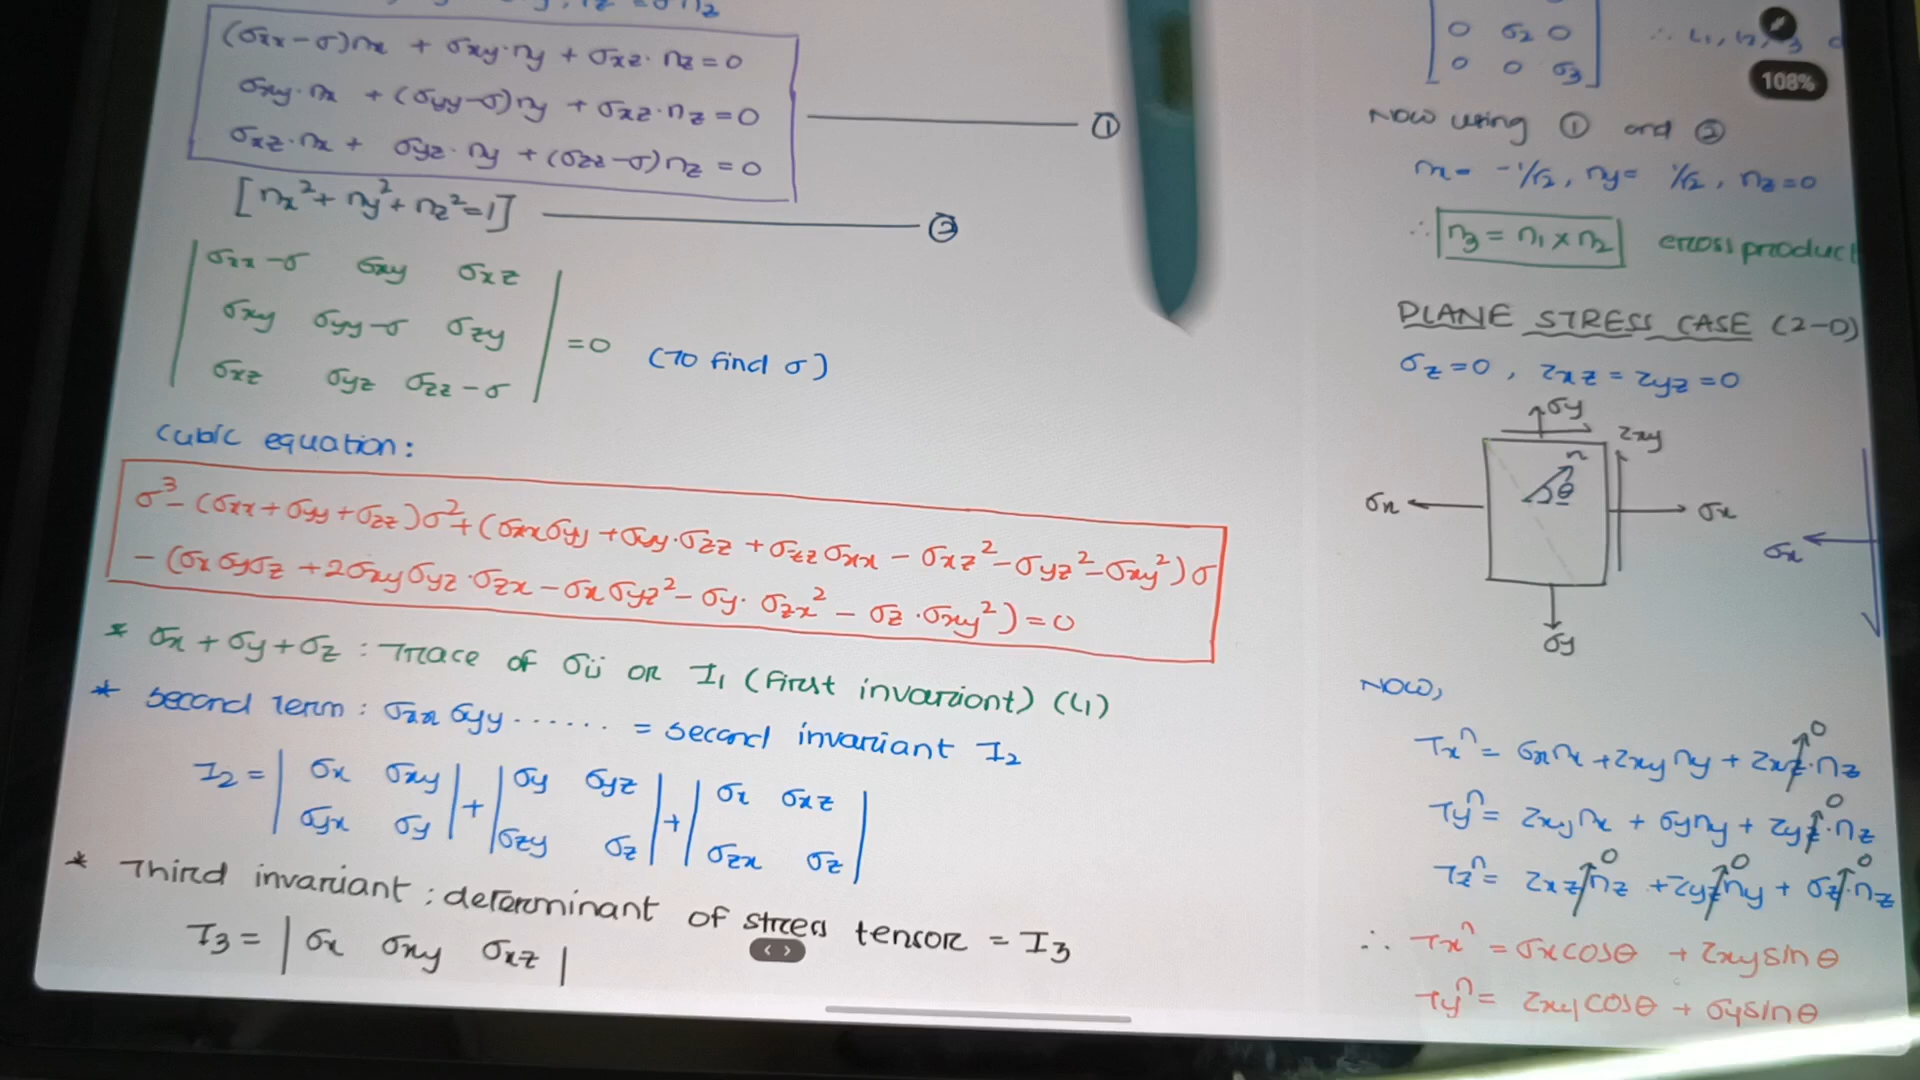 (σxx-σ)nx + σxy·ny + σxz·nz=0
σxy·nx + (σyy-σ)ny + σxz·nz=0
σxz·nx + σyz·ny + (σzz-σ)nz=0
①
[nx²+ny²+nz²=1]
②
σxx-σ σxy σxz
σxy σyy-σ σzy
σxz σyz σzz-σ
=0 (To find σ)
cubic equation:
σ³-(σxx+σyy+σzz)σ²+(σxxσyy+σyy·σzz+σzzσxx-σxz²-σyz²-σxy²)σ
-(σxσyσz+2σxyσyz·σzx-σxσyz²-σy·σzx²-σz·σxy²)=0
* σx+σy+σz : Trace of σij or I₁ (First invariant) (L1)
* second term : σxx σyy ...... = second invariant I₂
I₂= | σx σxy | + | σy σyz | + | σx σxz |
| σyx σy | | σzy σz | | σzx σz |
* Third invariant : determinant of stress tensor = I₃
I₃ = | σx σxy σxz |
0 σ2 0
0 0 σ3
108%
Now using ① and ②
nx= -1/√2, ny= 1/√2, nz=0
∴ n₃ = n₁ × n₂ cross product
PLANE STRESS CASE (2-D)
σz=0, τxz=τyz=0
σy
τxy
n
θ
σx
σx
σx
σy
Now,
Txⁿ= σxnx+τxyny+τxz·nz 0
Tyⁿ= τxynx + σyny + τyz·nz 0
Tzⁿ= τxznz 0 +τyzny 0 + σz·nz 0
∴ Txⁿ = σxcosθ + τxysinθ
Tyⁿ= τxycosθ + σysinθ